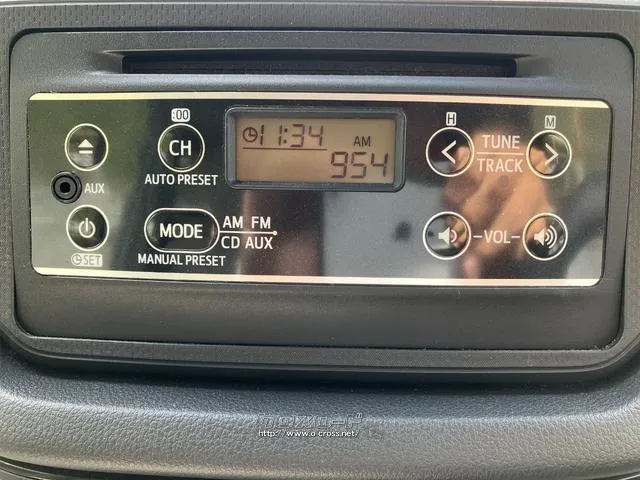 :00
CH
AUTO PRESET
AUX
SET
MODE
MANUAL PRESET
AM FM
CD AUX
11:34
AM
954
H
M
TUNE
TRACK
VOL
http://www.o-cross.net/